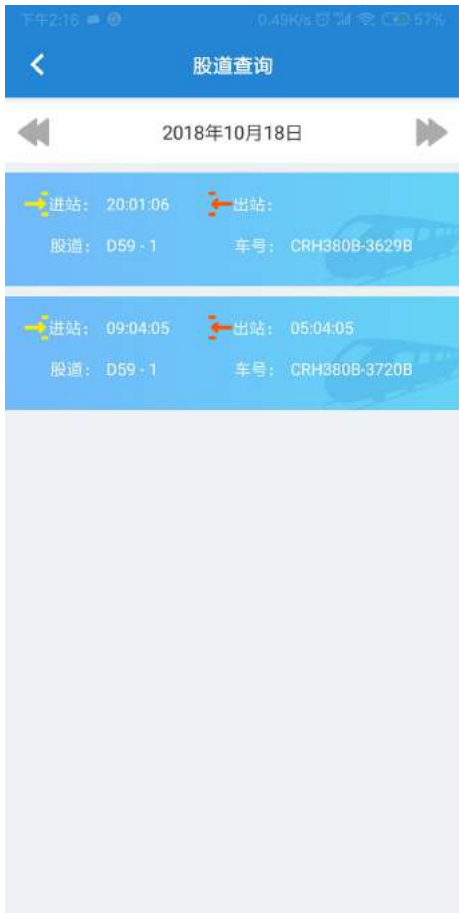 下午2:16 0.49K/s 57%
股道查询
2018年10月18日
进站: 20:01:06 出站:
股道: D59 - 1 车号: CRH380B-3629B
进站: 09:04:05 出站: 05:04:05
股道: D59 - 1 车号: CRH380B-3720B